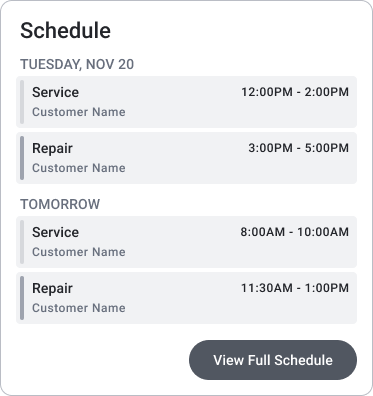 Schedule
TUESDAY, NOV 20
Service 12:00PM - 2:00PM
Customer Name
Repair 3:00PM - 5:00PM
Customer Name
TOMORROW
Service 8:00AM - 10:00AM
Customer Name
Repair 11:30AM - 1:00PM
Customer Name
View Full Schedule